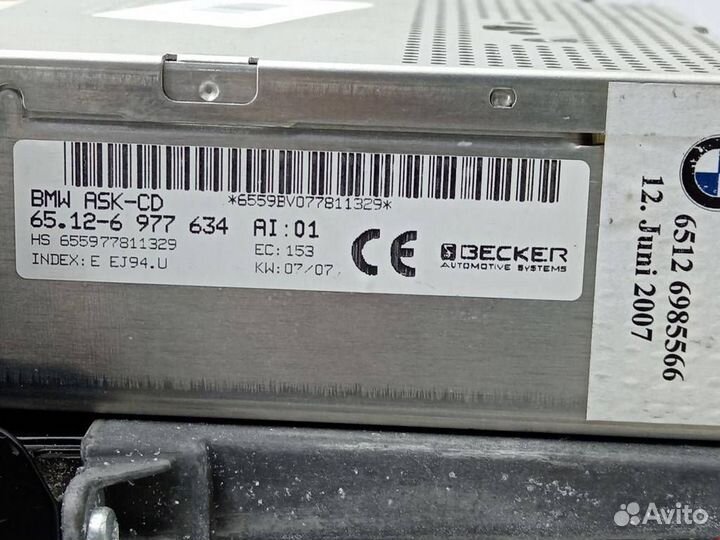 *6559BV077811329*
BMW ASK-CD
65.12-6 977 634 AI:01
HS 655977811329
EC:153
INDEX:E EJ94.U
KW:07/07
CE
BECKER
AUTOMOTIVE SYSTEMS
6512 6985566
12. Juni 2007
Avito